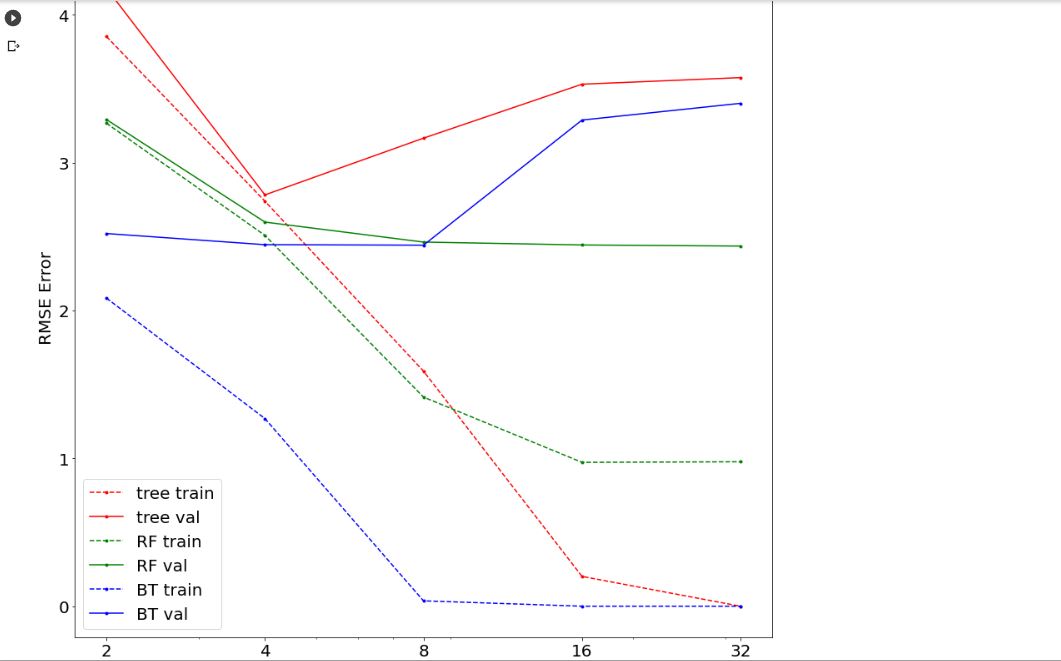 4
3
2
1
0
RMSE Error
tree train
tree val
RF train
RF val
BT train
BT val
2 4 8 16 32